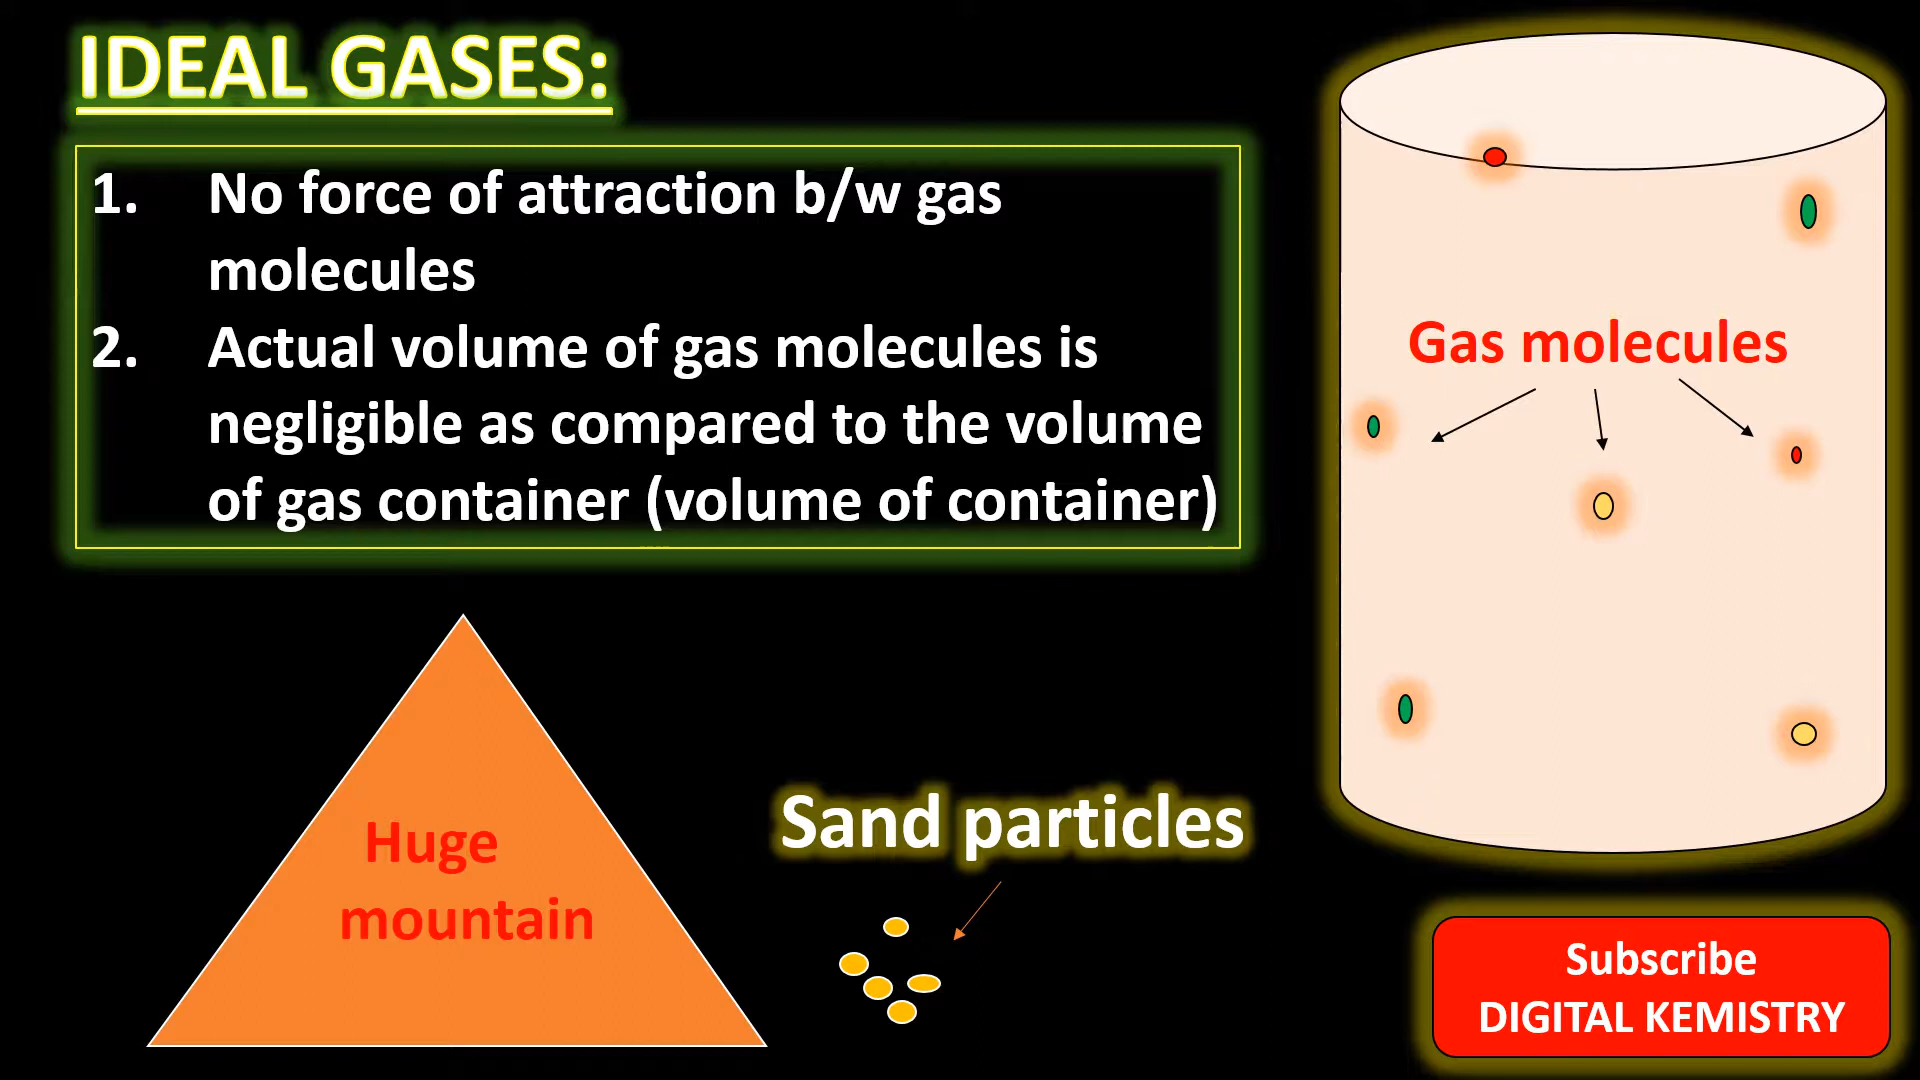 IDEAL GASES:
1. No force of attraction b/w gas
molecules
2. Actual volume of gas molecules is
negligible as compared to the volume
of gas container (volume of container)
Gas molecules
Huge
mountain
Sand particles
Subscribe
DIGITAL KEMISTRY